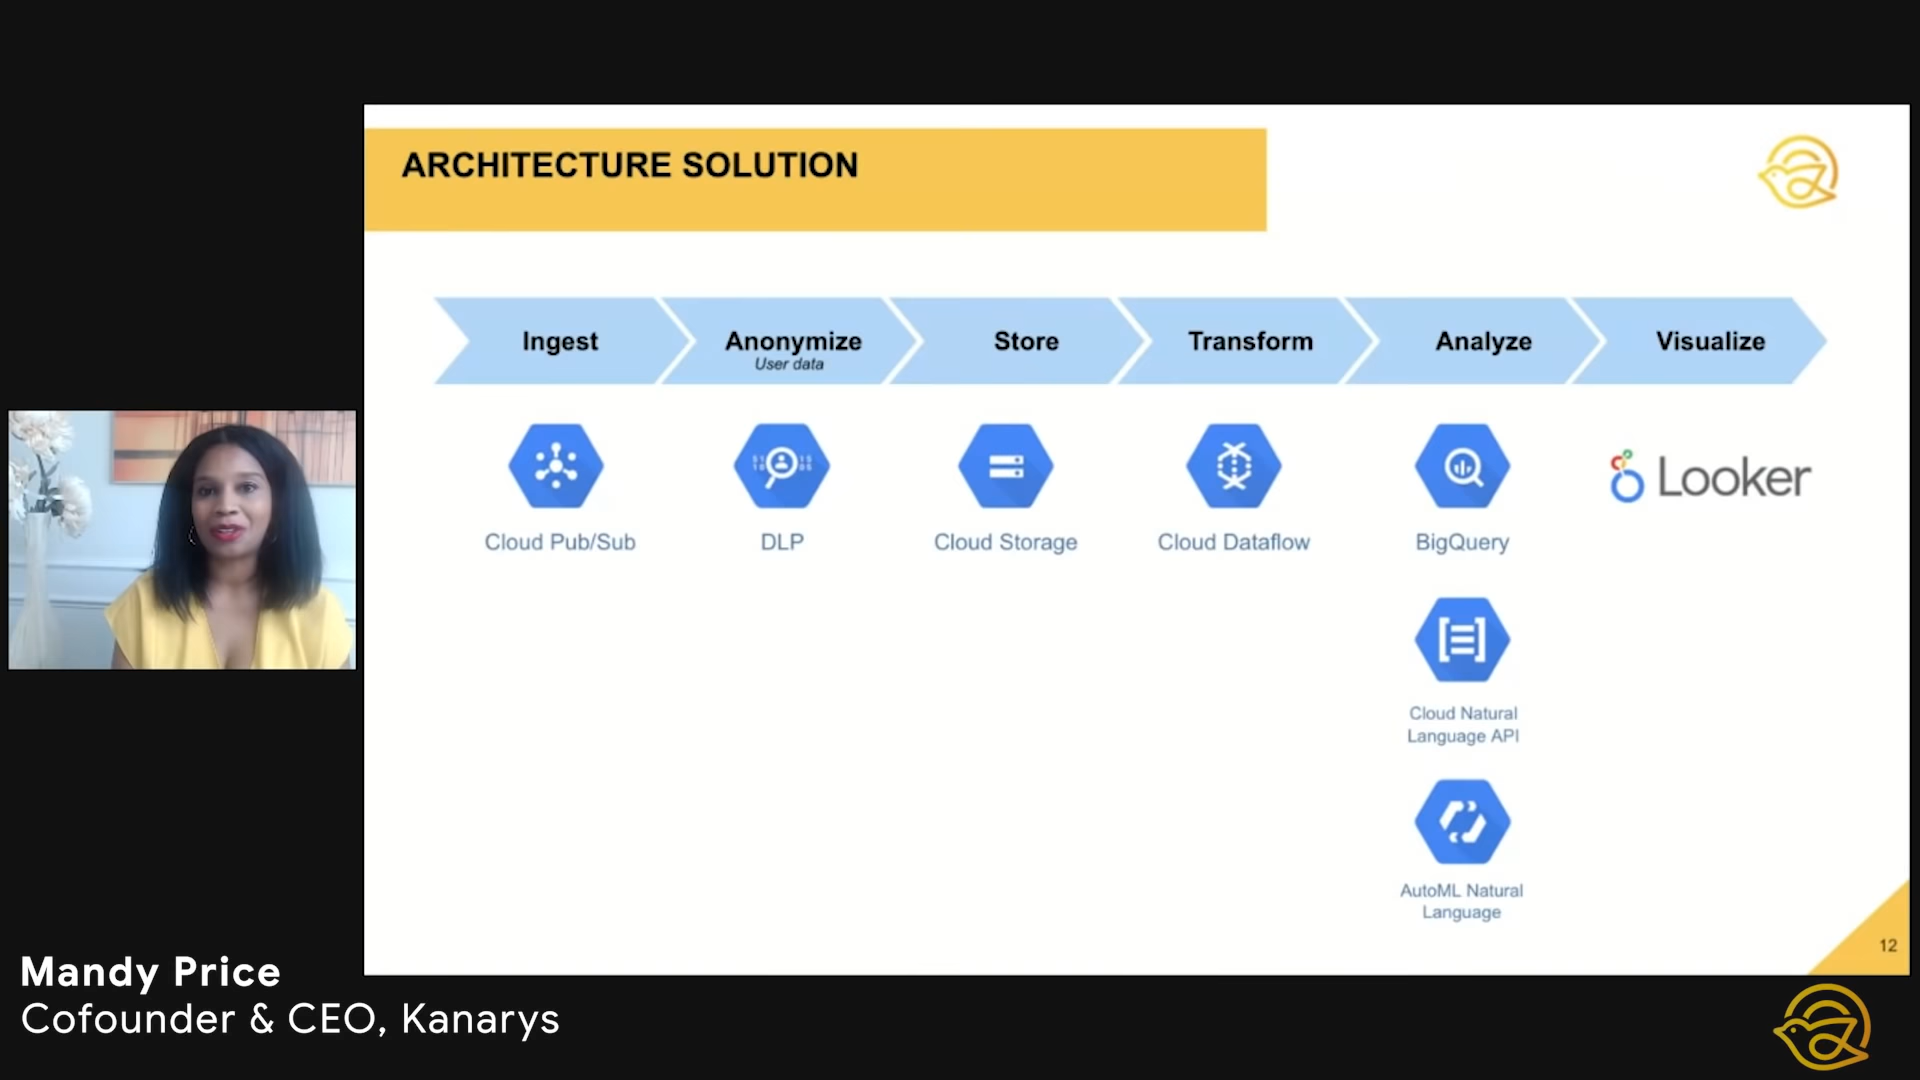 ARCHITECTURE SOLUTION
Ingest
Anonymize
User data
Store
Transform
Analyze
Visualize
Cloud Pub/Sub
DLP
Cloud Storage
Cloud Dataflow
BigQuery
Looker
Cloud Natural
Language API
AutoML Natural
Language
12
Mandy Price
Cofounder & CEO, Kanarys